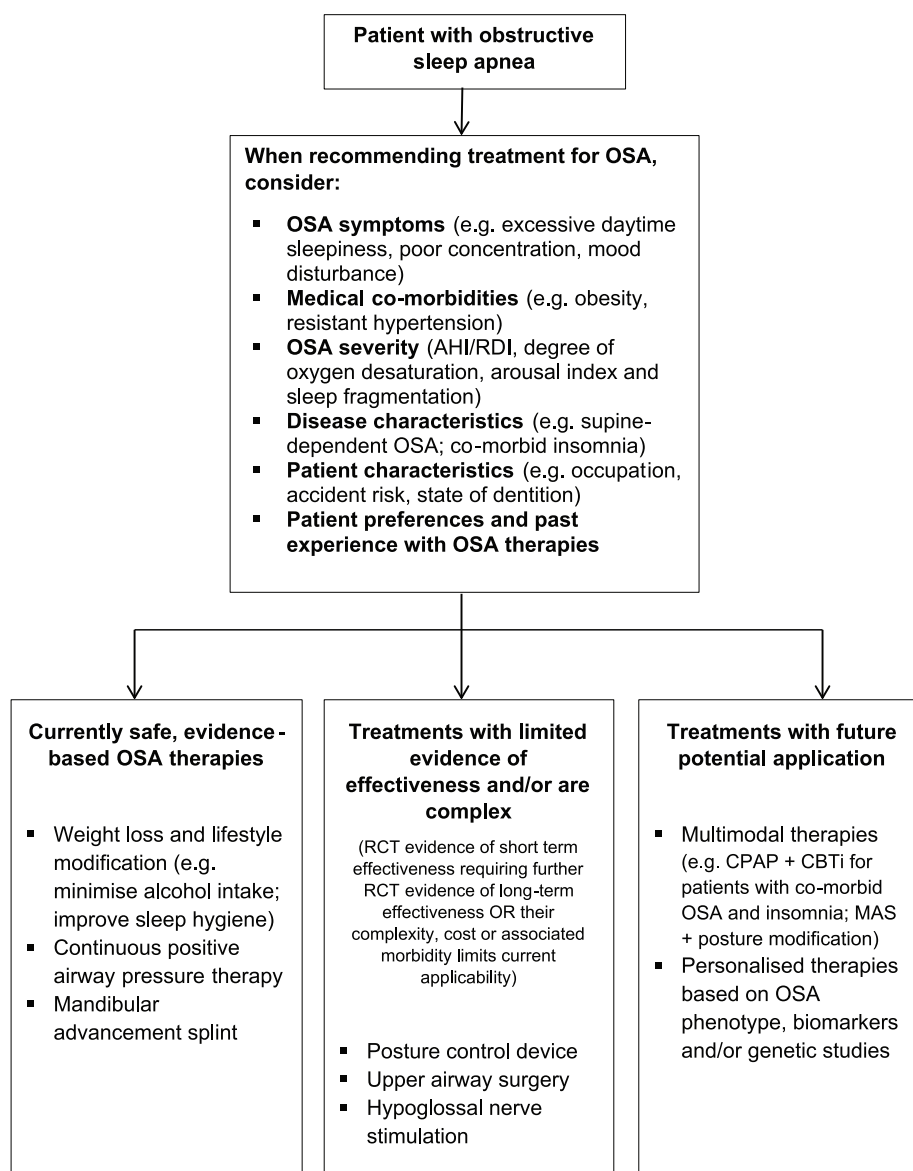 Patient with obstructive
sleep apnea
When recommending treatment for OSA,
consider:
▪ OSA symptoms (e.g. excessive daytime
sleepiness, poor concentration, mood
disturbance)
▪ Medical co-morbidities (e.g. obesity,
resistant hypertension)
▪ OSA severity (AHI/RDI, degree of
oxygen desaturation, arousal index and
sleep fragmentation)
▪ Disease characteristics (e.g. supine-
dependent OSA; co-morbid insomnia)
▪ Patient characteristics (e.g. occupation,
accident risk, state of dentition)
▪ Patient preferences and past
experience with OSA therapies
Currently safe, evidence-
based OSA therapies
▪ Weight loss and lifestyle
modification (e.g.
minimise alcohol intake;
improve sleep hygiene)
▪ Continuous positive
airway pressure therapy
▪ Mandibular
advancement splint
Treatments with limited
evidence of
effectiveness and/or are
complex
(RCT evidence of short term
effectiveness requiring further
RCT evidence of long-term
effectiveness OR their
complexity, cost or associated
morbidity limits current
applicability)
▪ Posture control device
▪ Upper airway surgery
▪ Hypoglossal nerve
stimulation
Treatments with future
potential application
▪ Multimodal therapies
(e.g. CPAP + CBTi for
patients with co-morbid
OSA and insomnia; MAS
+ posture modification)
▪ Personalised therapies
based on OSA
phenotype, biomarkers
and/or genetic studies